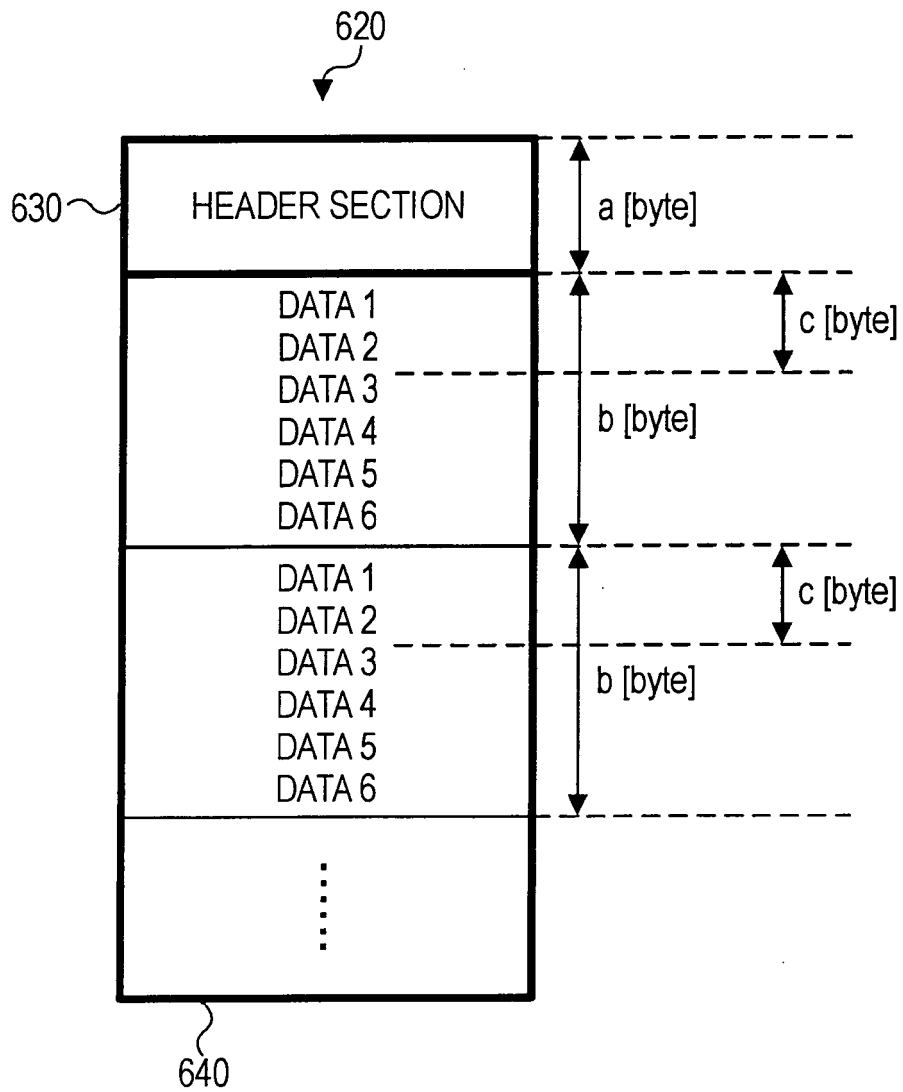 620
630
HEADER SECTION
a [byte]
DATA 1
DATA 2
DATA 3
DATA 4
DATA 5
DATA 6
b [byte]
c [byte]
DATA 1
DATA 2
DATA 3
DATA 4
DATA 5
DATA 6
b [byte]
c [byte]
640